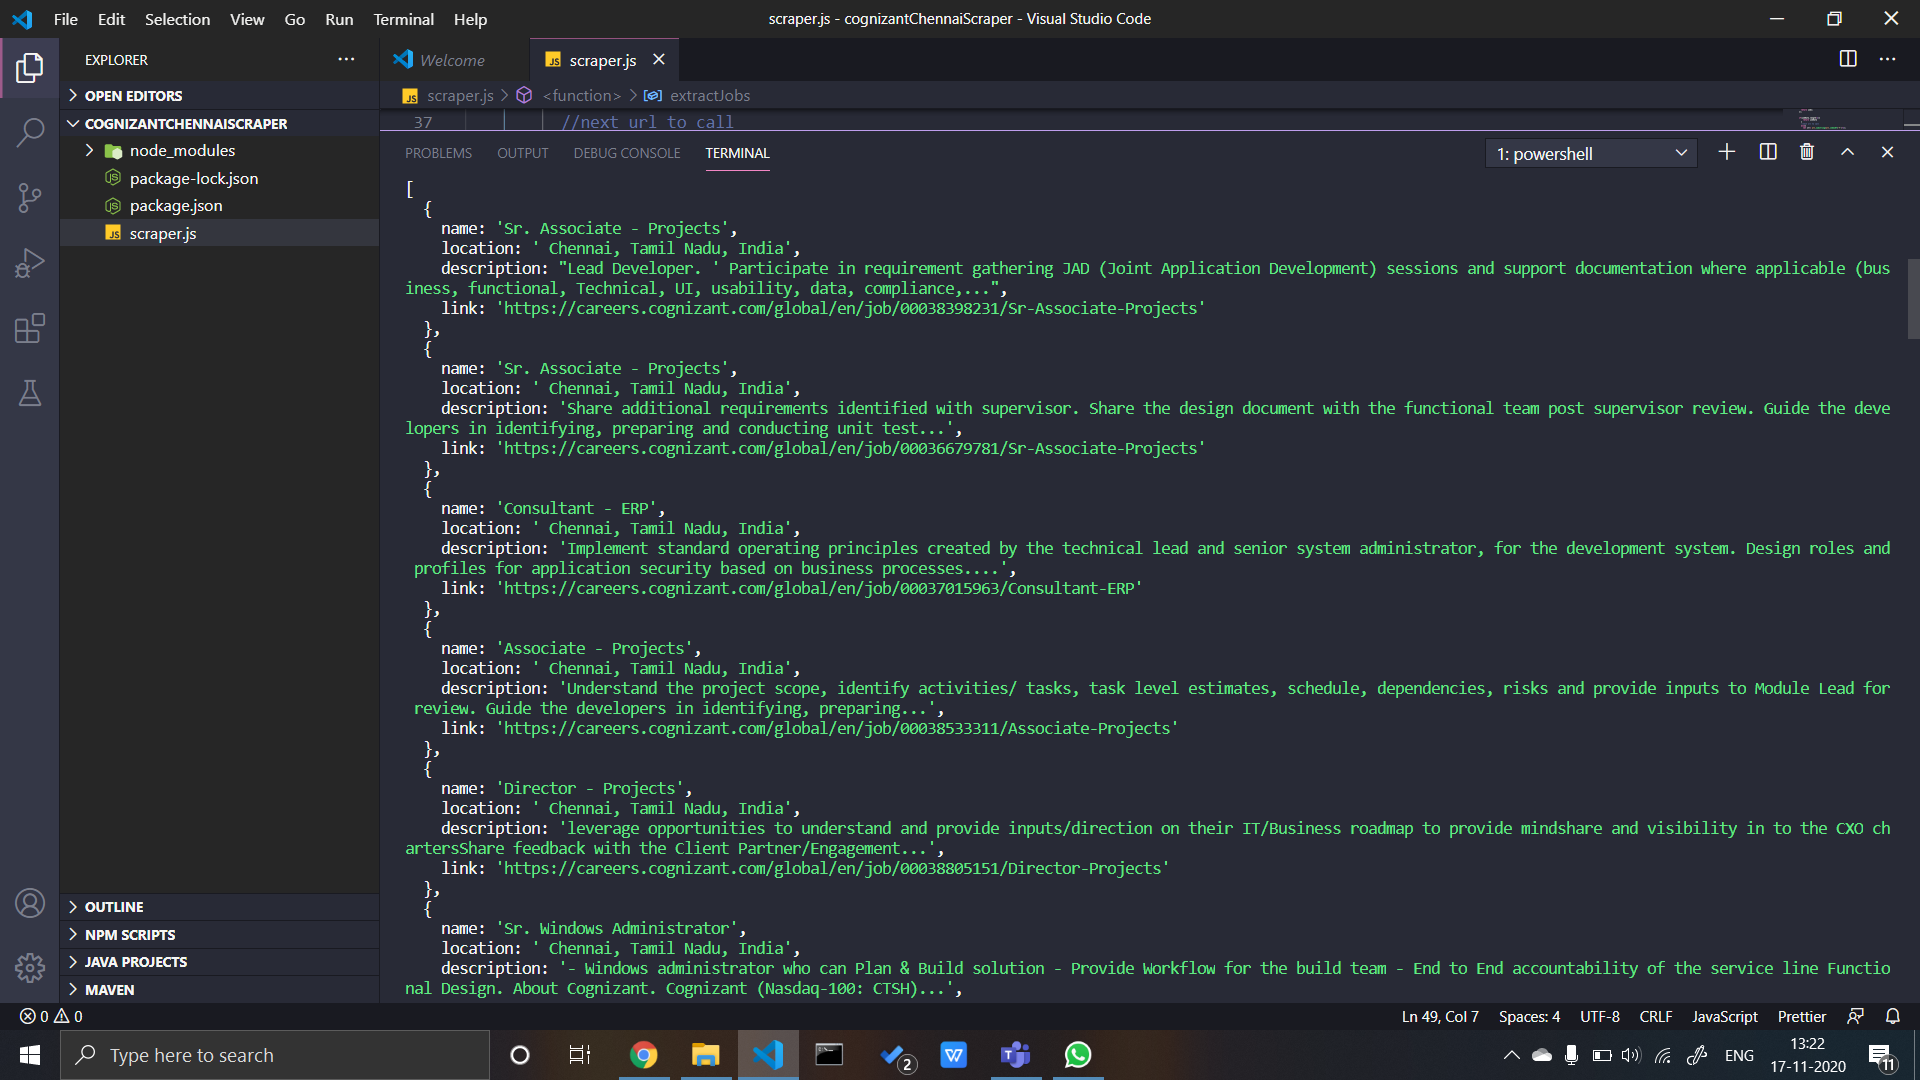 File Edit Selection View Go Run Terminal Help
scraper.js - cognizantChennaiScraper - Visual Studio Code
EXPLORER
OPEN EDITORS
COGNIZANTCHENNAISCRAPER
node_modules
package-lock.json
package.json
JS scraper.js
OUTLINE
NPM SCRIPTS
JAVA PROJECTS
MAVEN
Welcome
JS scraper.js
JS scraper.js > <function> > extractJobs
37 //next url to call
PROBLEMS OUTPUT DEBUG CONSOLE TERMINAL
1: powershell
[
{
name: 'Sr. Associate - Projects',
location: ' Chennai, Tamil Nadu, India',
description: "Lead Developer. ' Participate in requirement gathering JAD (Joint Application Development) sessions and support documentation where applicable (bus
iness, functional, Technical, UI, usability, data, compliance,...",
link: 'https://careers.cognizant.com/global/en/job/00038398231/Sr-Associate-Projects'
},
{
name: 'Sr. Associate - Projects',
location: ' Chennai, Tamil Nadu, India',
description: 'Share additional requirements identified with supervisor. Share the design document with the functional team post supervisor review. Guide the deve
lopers in identifying, preparing and conducting unit test...',
link: 'https://careers.cognizant.com/global/en/job/00036679781/Sr-Associate-Projects'
},
{
name: 'Consultant - ERP',
location: ' Chennai, Tamil Nadu, India',
description: 'Implement standard operating principles created by the technical lead and senior system administrator, for the development system. Design roles and
profiles for application security based on business processes....',
link: 'https://careers.cognizant.com/global/en/job/00037015963/Consultant-ERP'
},
{
name: 'Associate - Projects',
location: ' Chennai, Tamil Nadu, India',
description: 'Understand the project scope, identify activities/ tasks, task level estimates, schedule, dependencies, risks and provide inputs to Module Lead for
review. Guide the developers in identifying, preparing...',
link: 'https://careers.cognizant.com/global/en/job/00038533311/Associate-Projects'
},
{
name: 'Director - Projects',
location: ' Chennai, Tamil Nadu, India',
description: 'leverage opportunities to understand and provide inputs/direction on their IT/Business roadmap to provide mindshare and visibility in to the CXO ch
artersShare feedback with the Client Partner/Engagement...',
link: 'https://careers.cognizant.com/global/en/job/00038805151/Director-Projects'
},
{
name: 'Sr. Windows Administrator',
location: ' Chennai, Tamil Nadu, India',
description: '- Windows administrator who can Plan & Build solution - Provide Workflow for the build team - End to End accountability of the service line Functio
nal Design. About Cognizant. Cognizant (Nasdaq-100: CTSH)...',
0 0
Ln 49, Col 7 Spaces: 4 UTF-8 CRLF JavaScript Prettier
Type here to search
2
W
T
ENG
13:22
17-11-2020
11